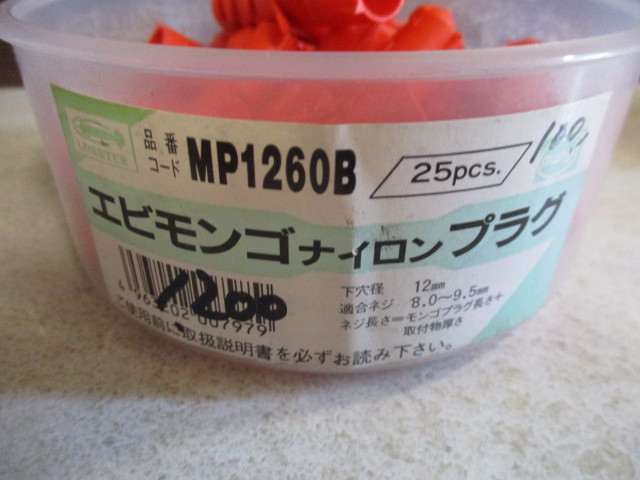 LOBSTER
品番
コード MP1260B 25pcs.
エビモンゴナイロンプラグ
下穴径 12mm
適合ネジ 8.0〜9.5mm
ネジ長さ=モンゴプラグ長さ+
取付物厚さ
1200
ご使用前に取扱説明書を必ずお読み下さい。